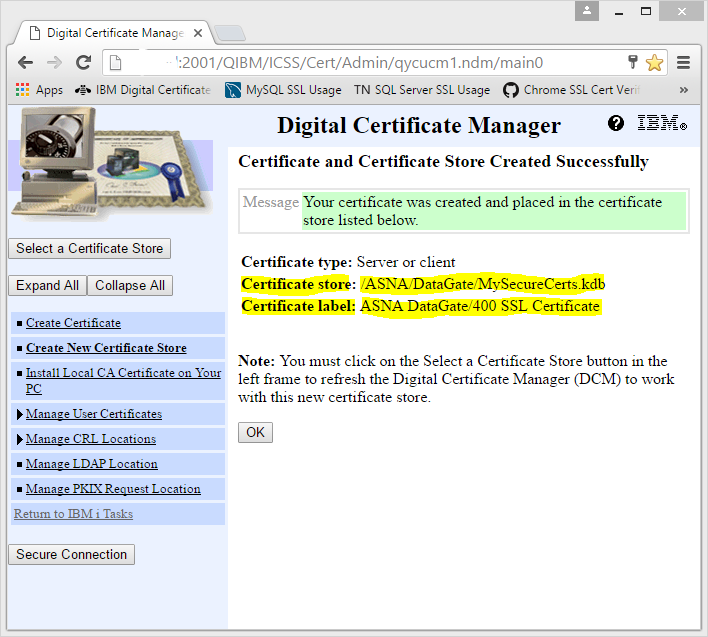 Digital Certificate Manage
:2001/QIBM/ICSS/Cert/Admin/qycucm1.ndm/main0
Apps IBM Digital Certificate MySQL SSL Usage TN SQL Server SSL Usage Chrome SSL Cert Veri »
Digital Certificate Manager
? IBM®
Select a Certificate Store
Expand All Collapse All
Create Certificate
Create New Certificate Store
Install Local CA Certificate on Your
PC
Manage User Certificates
Manage CRL Locations
Manage LDAP Location
Manage PKIX Request Location
Return to IBM i Tasks
Secure Connection
Certificate and Certificate Store Created Successfully
Message Your certificate was created and placed in the certificate
store listed below.
Certificate type: Server or client
Certificate store: /ASNA/DataGate/MySecureCerts.kdb
Certificate label: ASNA DataGate/400 SSL Certificate
Note: You must click on the Select a Certificate Store button in the
left frame to refresh the Digital Certificate Manager (DCM) to work
with this new certificate store.
OK